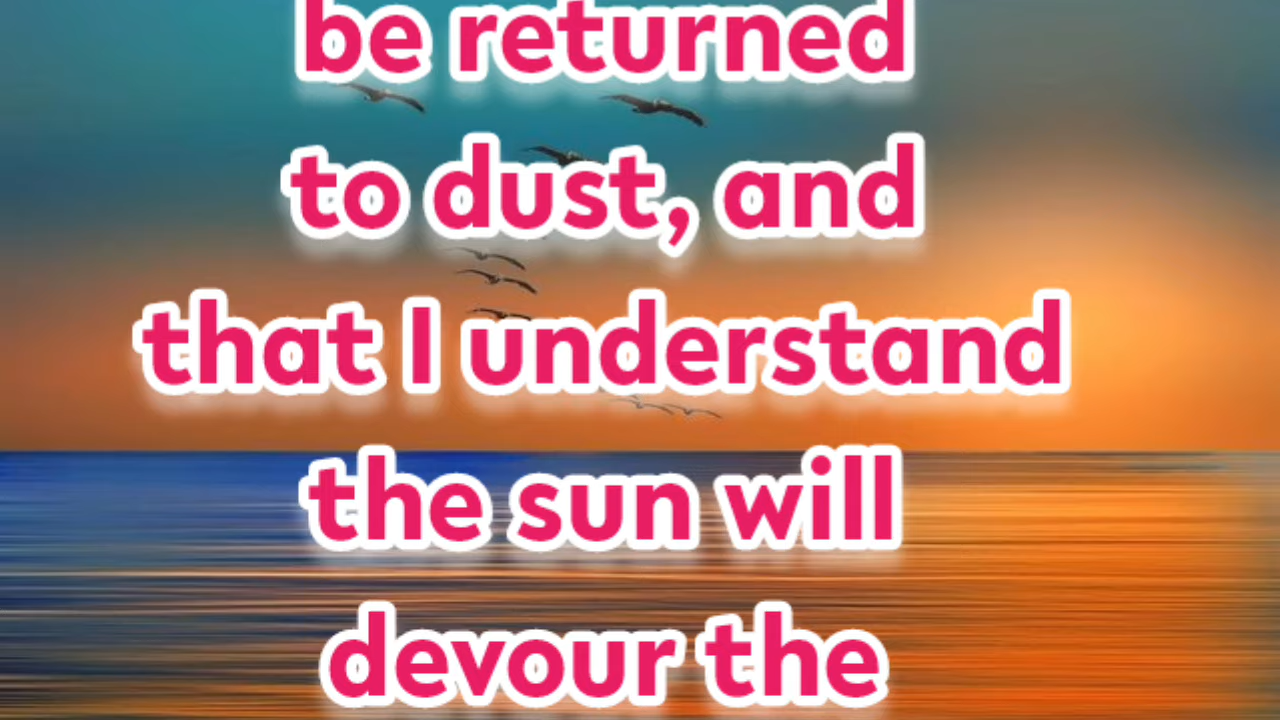 be returned
to dust, and
that I understand
the sun will
devour the